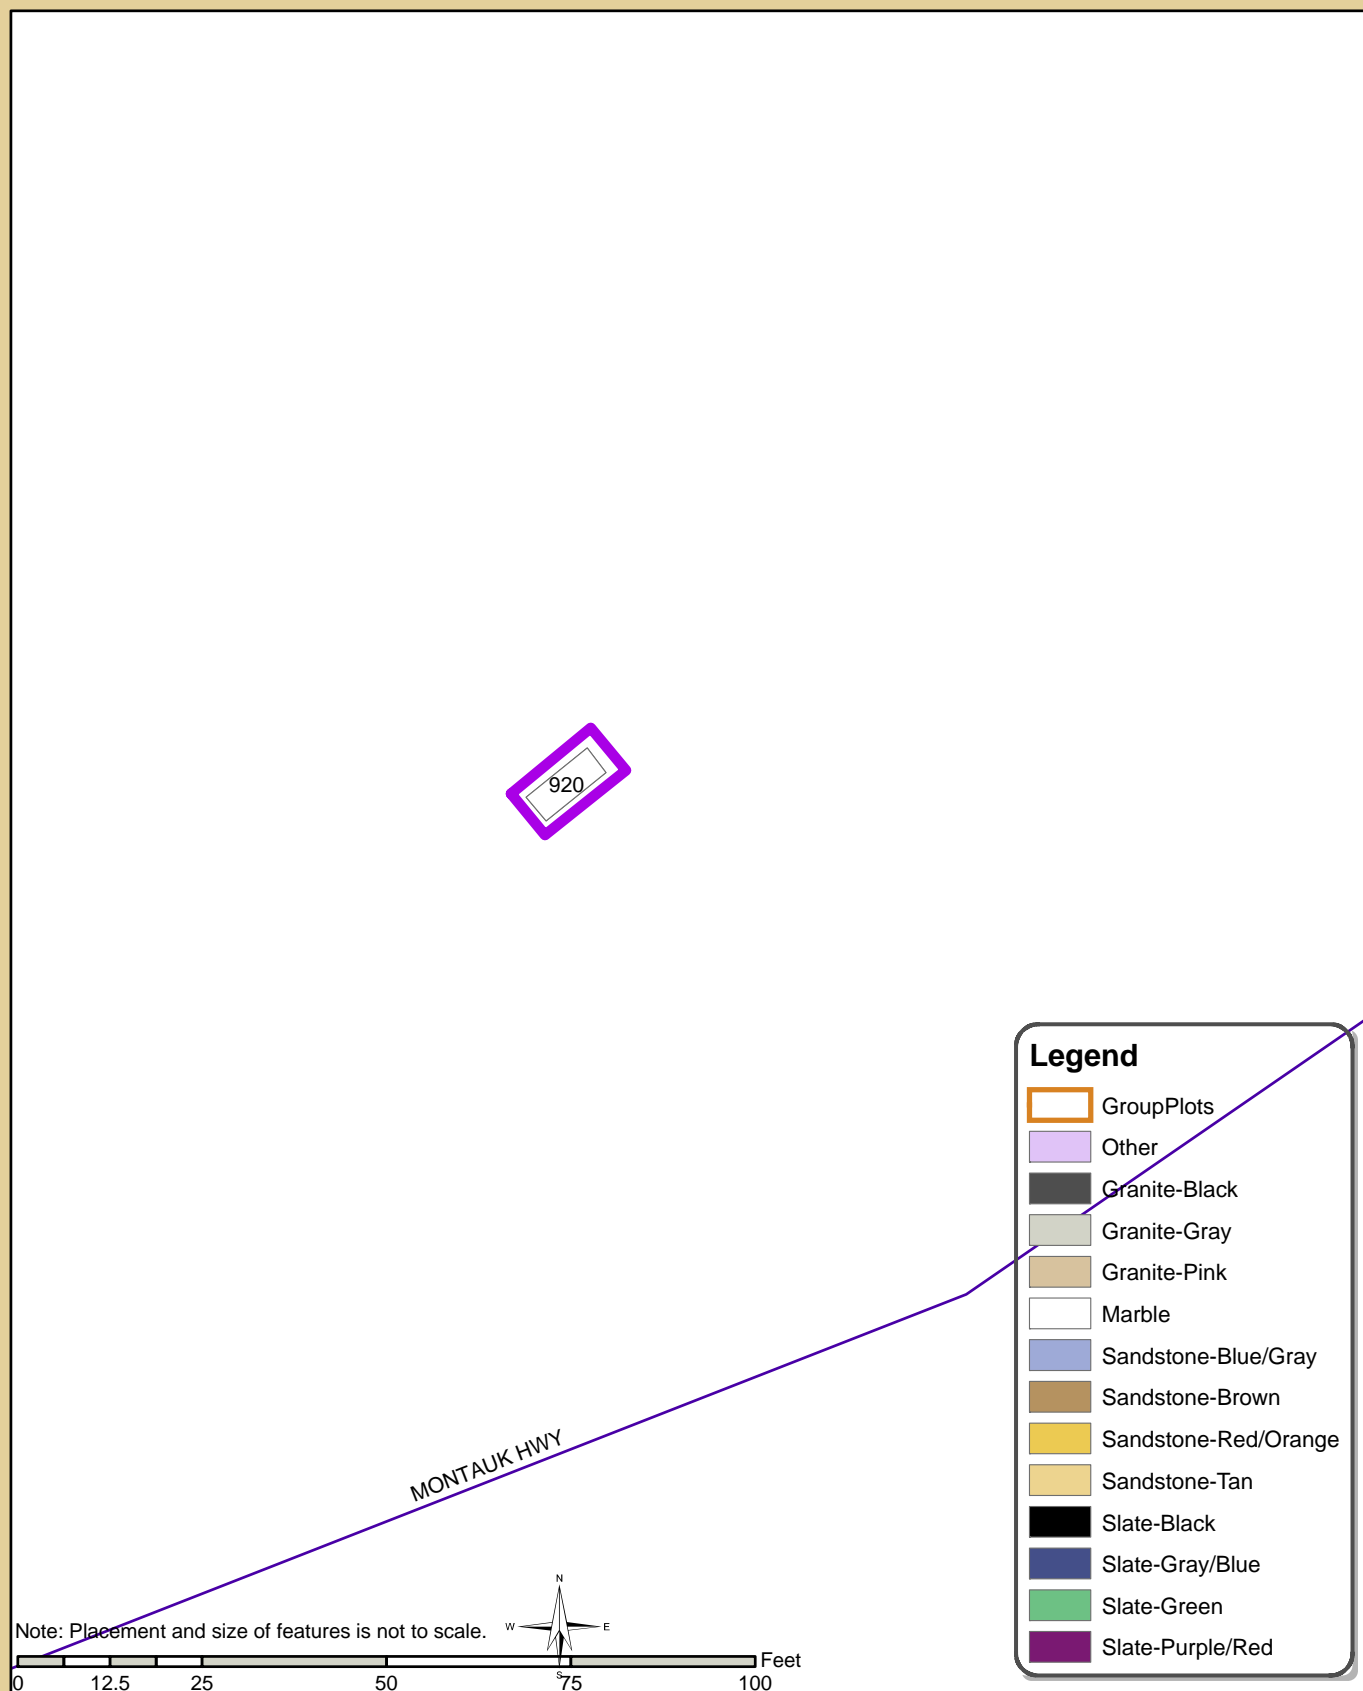 920
Legend
GroupPlots
Other
Granite-Black
Granite-Gray
Granite-Pink
Marble
Sandstone-Blue/Gray
Sandstone-Brown
Sandstone-Red/Orange
Sandstone-Tan
Slate-Black
Slate-Gray/Blue
Slate-Green
Slate-Purple/Red
MONTAUK HWY
N
W E
S
Note: Placement and size of features is not to scale.
Feet
0 12.5 25 50 75 100